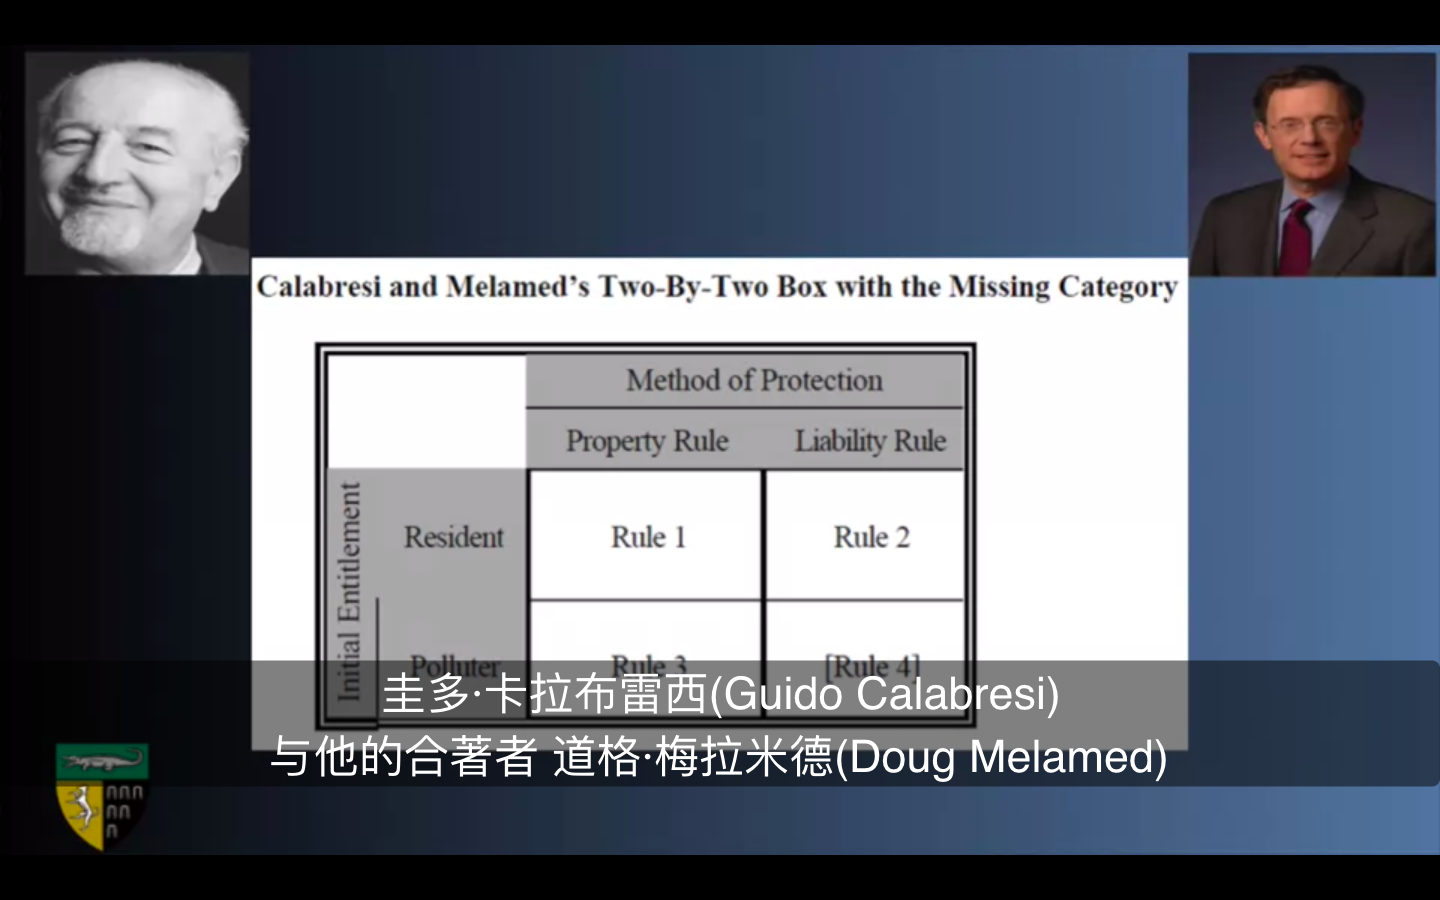 Calabresi and Melamed's Two-By-Two Box with the Missing Category
Method of Protection
Property Rule Liability Rule
Initial Entitlement
Resident Rule 1 Rule 2
Polluter Rule 3 [Rule 4]
圭多·卡拉布雷西(Guido Calabresi)
与他的合著者 道格·梅拉米德(Doug Melamed)